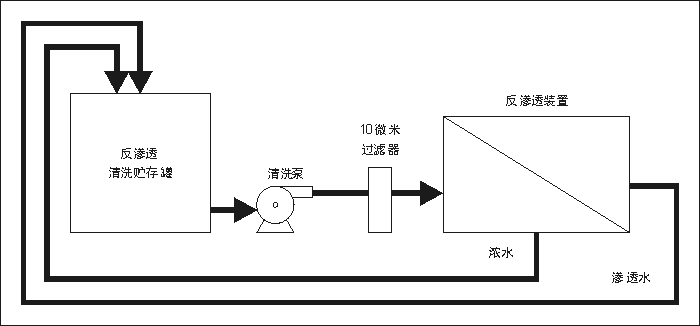 反渗透装置
10微米
过滤器
反渗透
清洗贮存罐
清洗泵
浓水
渗透水